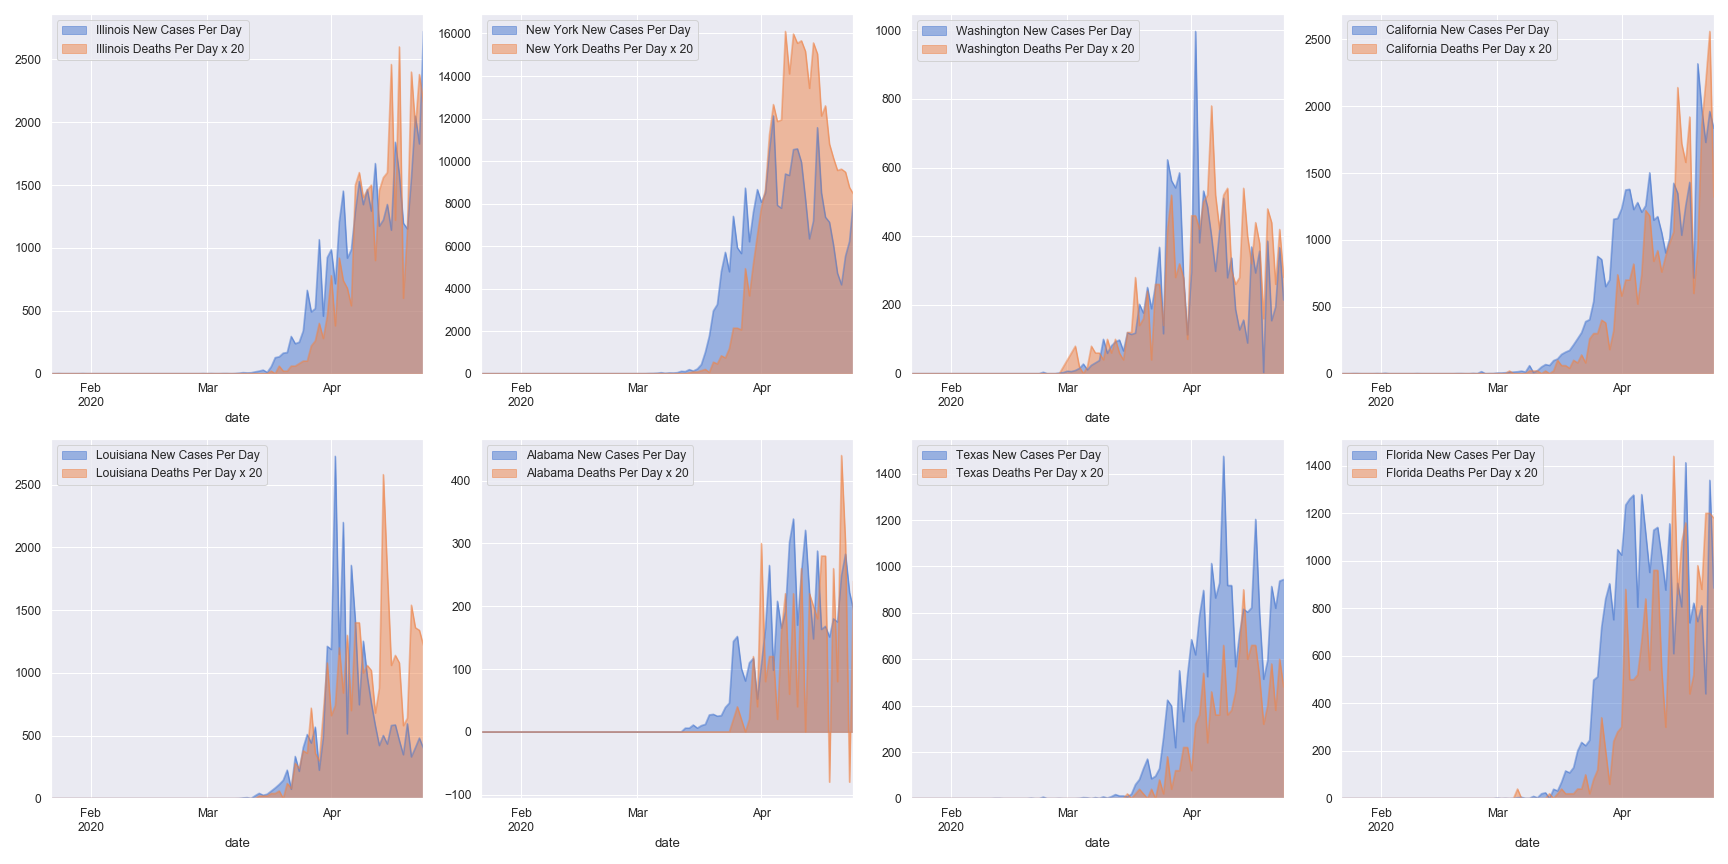 Illinois New Cases Per Day
Illinois Deaths Per Day x 20
2500
2000
1500
1000
500
0
Feb
2020
Mar
Apr
date
New York New Cases Per Day
New York Deaths Per Day x 20
16000
14000
12000
10000
8000
6000
4000
2000
0
Feb
2020
Mar
Apr
date
Washington New Cases Per Day
Washington Deaths Per Day x 20
1000
800
600
400
200
0
Feb
2020
Mar
Apr
date
California New Cases Per Day
California Deaths Per Day x 20
2500
2000
1500
1000
500
0
Feb
2020
Mar
Apr
date
Louisiana New Cases Per Day
Louisiana Deaths Per Day x 20
2500
2000
1500
1000
500
0
Feb
2020
Mar
Apr
date
Alabama New Cases Per Day
Alabama Deaths Per Day x 20
400
300
200
100
0
−100
Feb
2020
Mar
Apr
date
Texas New Cases Per Day
Texas Deaths Per Day x 20
1400
1200
1000
800
600
400
200
0
Feb
2020
Mar
Apr
date
Florida New Cases Per Day
Florida Deaths Per Day x 20
1400
1200
1000
800
600
400
200
0
Feb
2020
Mar
Apr
date